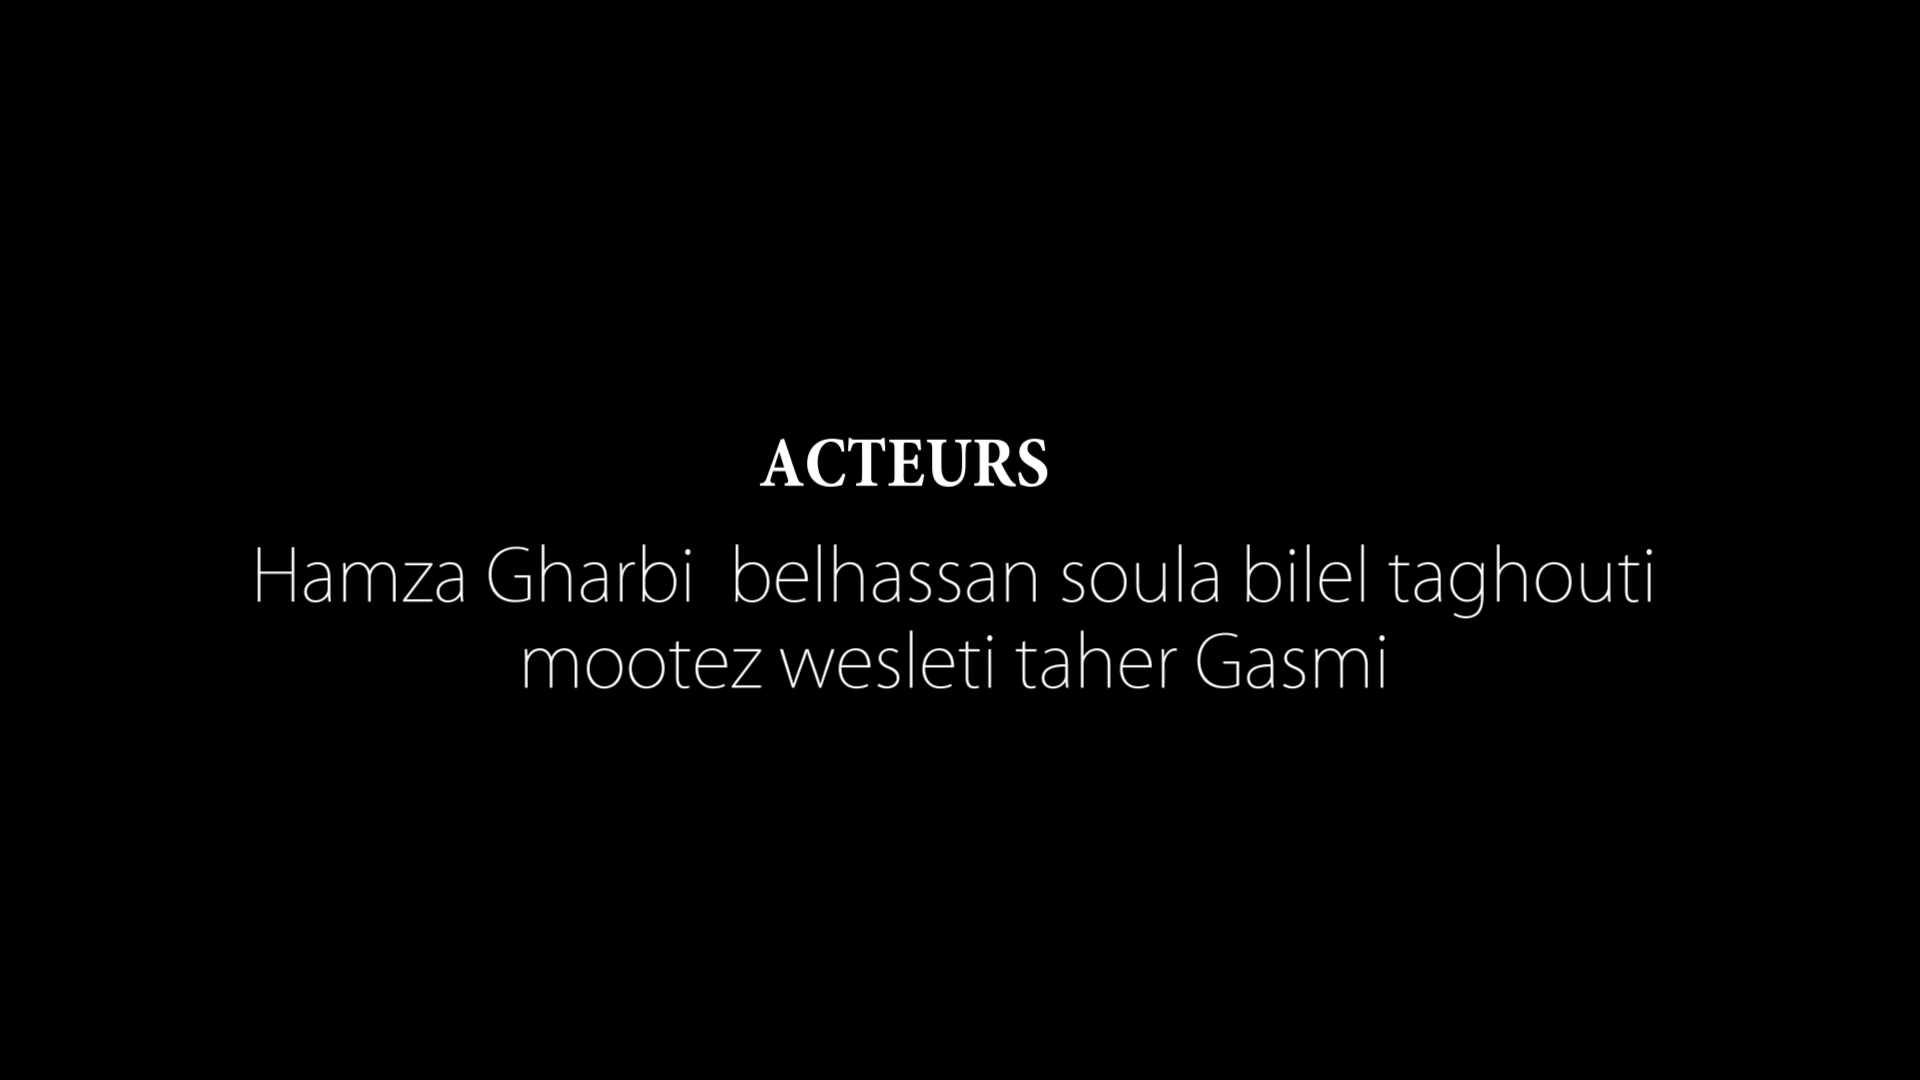 ACTEURS
Hamza Gharbi  belhassan soula bilel taghouti
mootez wesleti taher Gasmi